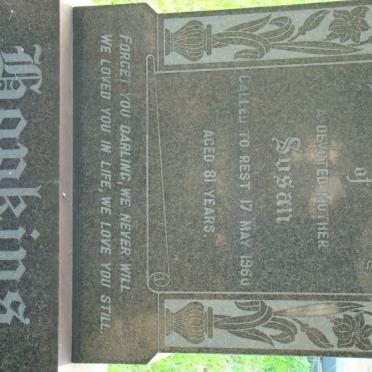 of
A DEVOTED MOTHER
Susan
CALLED TO REST 17 MAY 1960
AGED 81 YEARS.
FORGET YOU DARLING, WE NEVER WILL
WE LOVED YOU IN LIFE, WE LOVE YOU STILL
Hopkins